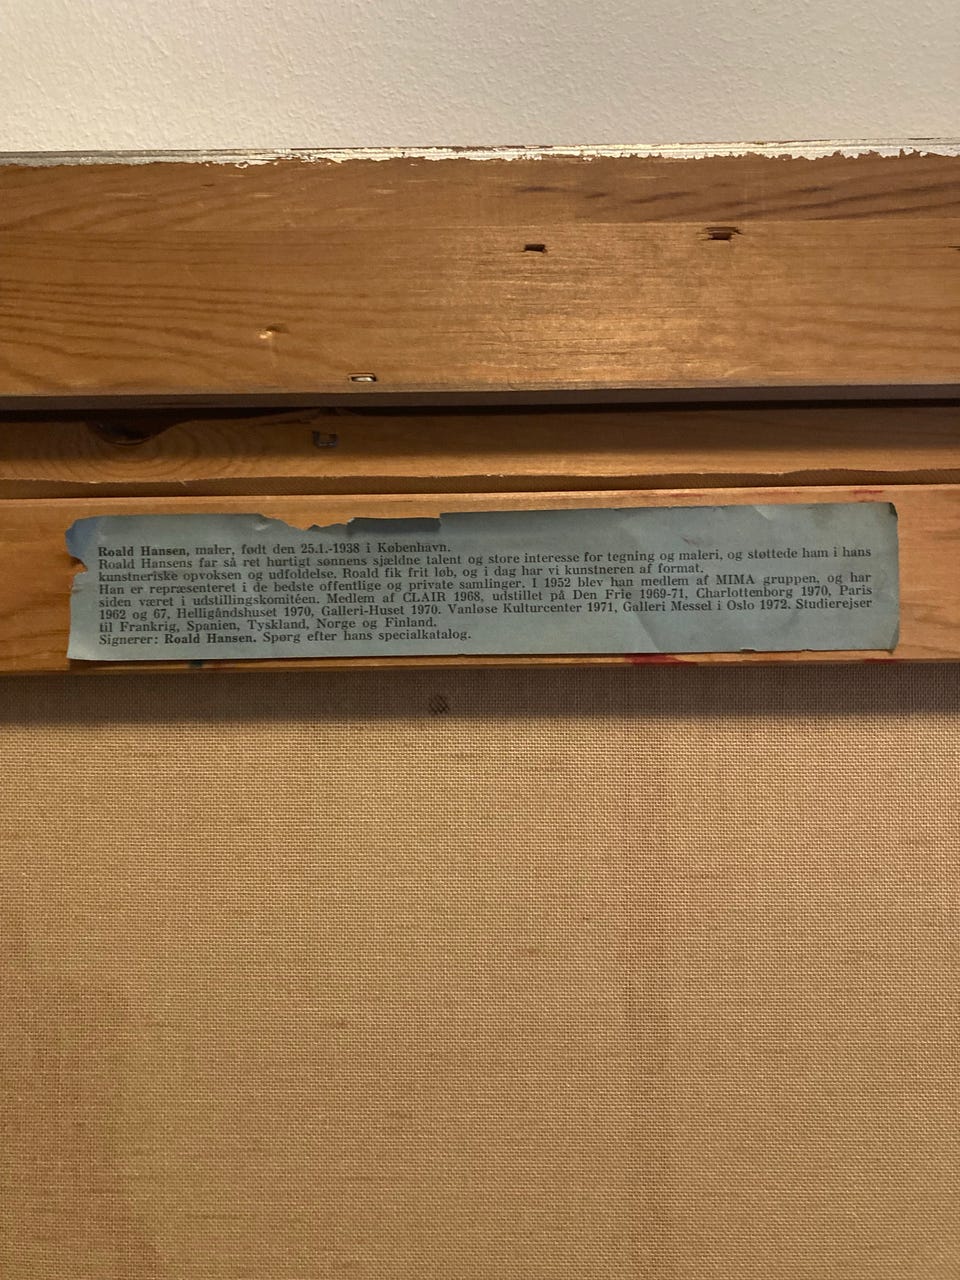 Roald Hansen, maler, født den 25.1.-1938 i København.
Roald Hansens far så ret hurtigt sønnens sjældne talent og store interesse for tegning og maleri, og støttede ham i hans
kunstneriske opvoksen og udfoldelse. Roald fik frit løb, og i dag har vi kunstneren af format.
Han er repræsenteret i de bedste offentlige og private samlinger. I 1952 blev han medlem af MIMA gruppen, og har
siden været i udstillingskomitéen. Medlem af CLAIR 1968, udstillet på Den Frie 1969-71, Charlottenborg 1970, Paris
1962 og 67, Helligåndshuset 1970, Galleri-Huset 1970. Vanløse Kulturcenter 1971, Galleri Messel i Oslo 1972. Studierejser
til Frankrig, Spanien, Tyskland, Norge og Finland.
Signerer: Roald Hansen. Spørg efter hans specialkatalog.